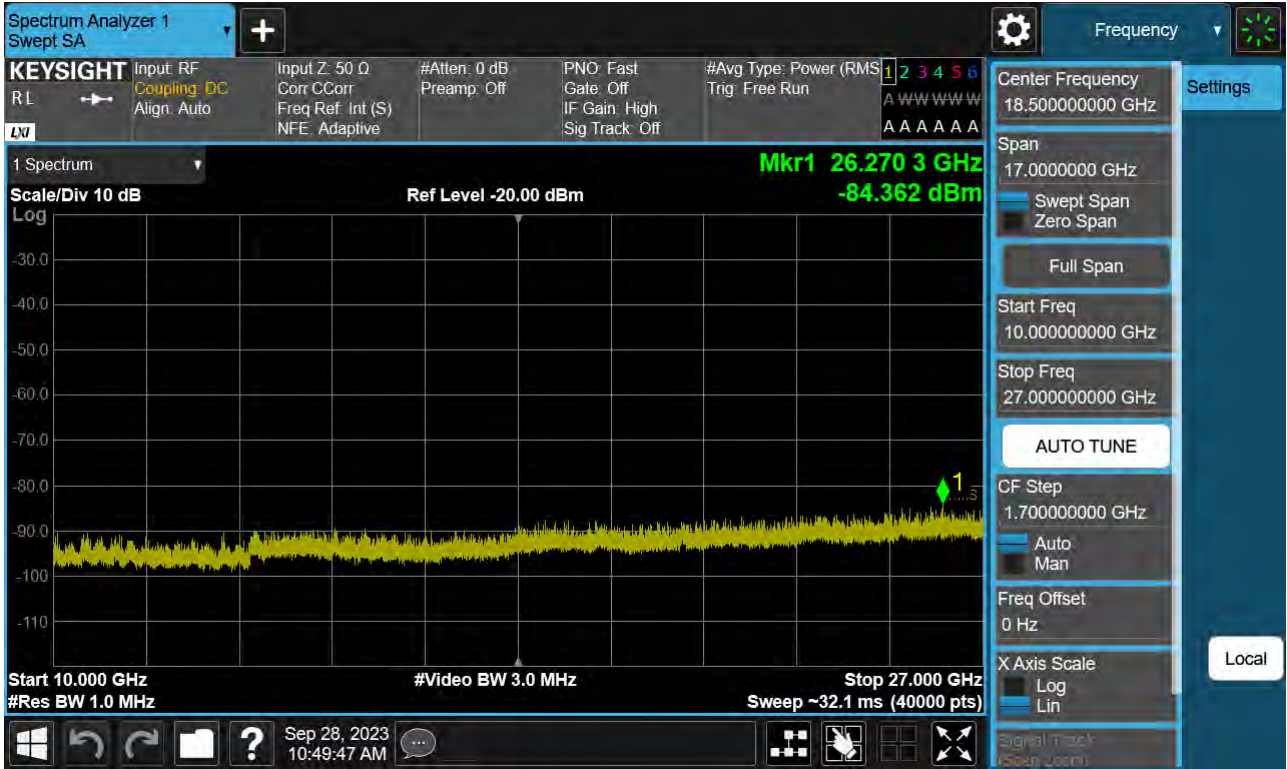 Spectrum Analyzer 1
Swept SA
+
Frequency
KEYSIGHT
RL
LXI
Input: RF
Coupling: DC
Align: Auto
Input Z: 50 Ω
Corr CCorr
Freq Ref: Int (S)
NFE: Adaptive
#Atten: 0 dB
Preamp: Off
PNO: Fast
Gate: Off
IF Gain: High
Sig Track: Off
#Avg Type: Power (RMS
Trig: Free Run
1 2 3 4 5 6
A W W W W W
A A A A A A
1 Spectrum
Mkr1 26.270 3 GHz
Scale/Div 10 dB
Ref Level -20.00 dBm
-84.362 dBm
Log
-30.0
-40.0
-50.0
-60.0
-70.0
-80.0
-90.0
-100
-110
1
Start 10.000 GHz
#Video BW 3.0 MHz
Stop 27.000 GHz
#Res BW 1.0 MHz
Sweep ~32.1 ms (40000 pts)
Center Frequency
18.500000000 GHz
Settings
Span
17.0000000 GHz
Swept Span
Zero Span
Full Span
Start Freq
10.000000000 GHz
Stop Freq
27.000000000 GHz
AUTO TUNE
CF Step
1.700000000 GHz
Auto
Man
Freq Offset
0 Hz
X Axis Scale
Log
Lin
Local
Signal Track
(Span Zoom)
?
Sep 28, 2023
10:49:47 AM